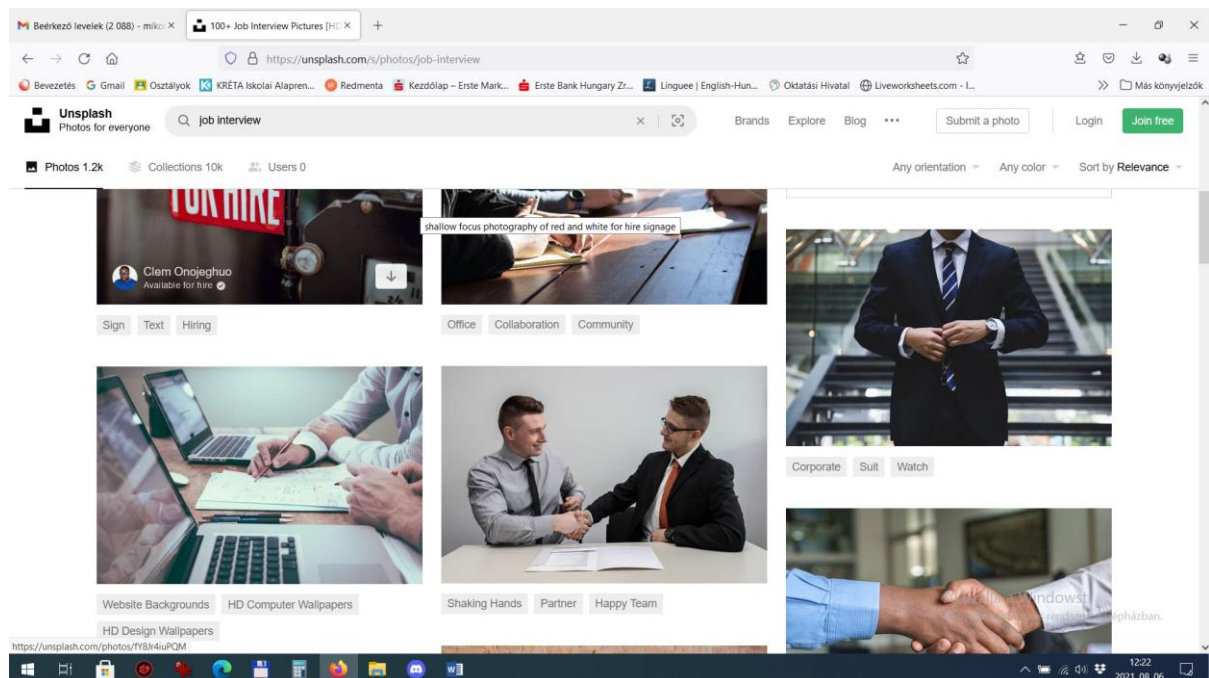 Beérkező levelek (2 088) - miko
100+ Job Interview Pictures [HD
https://unsplash.com/s/photos/job-interview
Bevezetés Gmail Osztályok KRÉTA Iskolai Alapren... Redmenta Kezdőlap – Erste Mark... Erste Bank Hungary Zr... Linguee | English-Hun... Oktatási Hivatal Liveworksheets.com - I... Más könyvjelzők
Unsplash
Photos for everyone
job interview
Brands Explore Blog Submit a photo Login Join free
Photos 1.2k Collections 10k Users 0 Any orientation Any color Sort by Relevance
FOR HIRE
shallow focus photography of red and white for hire signage
Clem Onojeghuo
Available for hire
Sign Text Hiring
Office Collaboration Community
Corporate Suit Watch
Website Backgrounds HD Computer Wallpapers
HD Design Wallpapers
Shaking Hands Partner Happy Team
https://unsplash.com/photos/fY8Jr4iuPQM
12:22
2021. 08. 06.